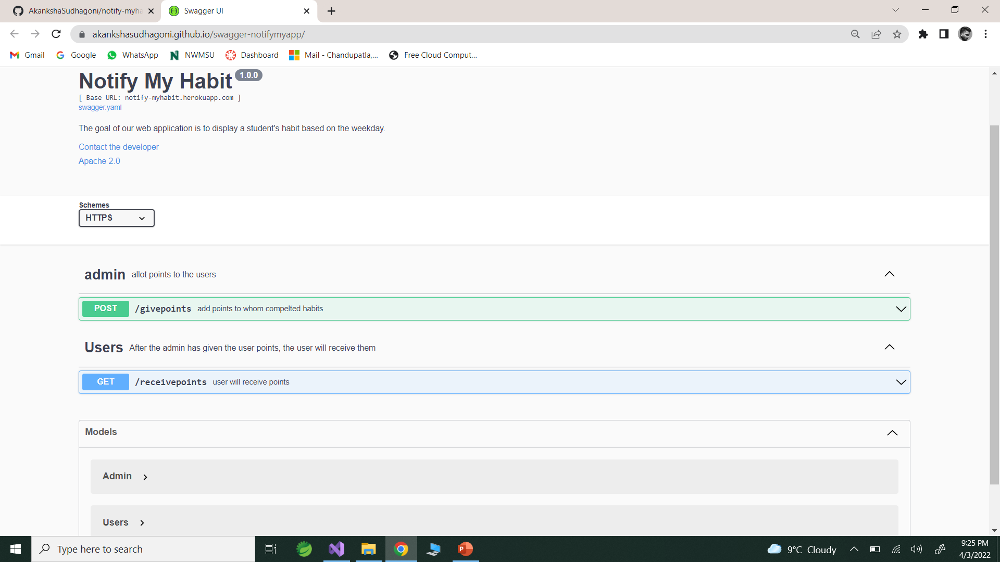 AkankshaSudhagoni/notify-myha
Swagger UI
akankshasudhagoni.github.io/swagger-notifymyapp/
Gmail Google WhatsApp NWMSU Dashboard Mail - Chandupatla,... Free Cloud Comput...
Notify My Habit 1.0.0
[ Base URL: notify-myhabit.herokuapp.com ]
swagger.yaml
The goal of our web application is to display a student's habit based on the weekday.
Contact the developer
Apache 2.0
Schemes
HTTPS
admin allot points to the users
POST /givepoints add points to whom compelted habits
Users After the admin has given the user points, the user will receive them
GET /receivepoints user will receive points
Models
Admin
Users
Type here to search
9°C Cloudy
9:25 PM
4/3/2022